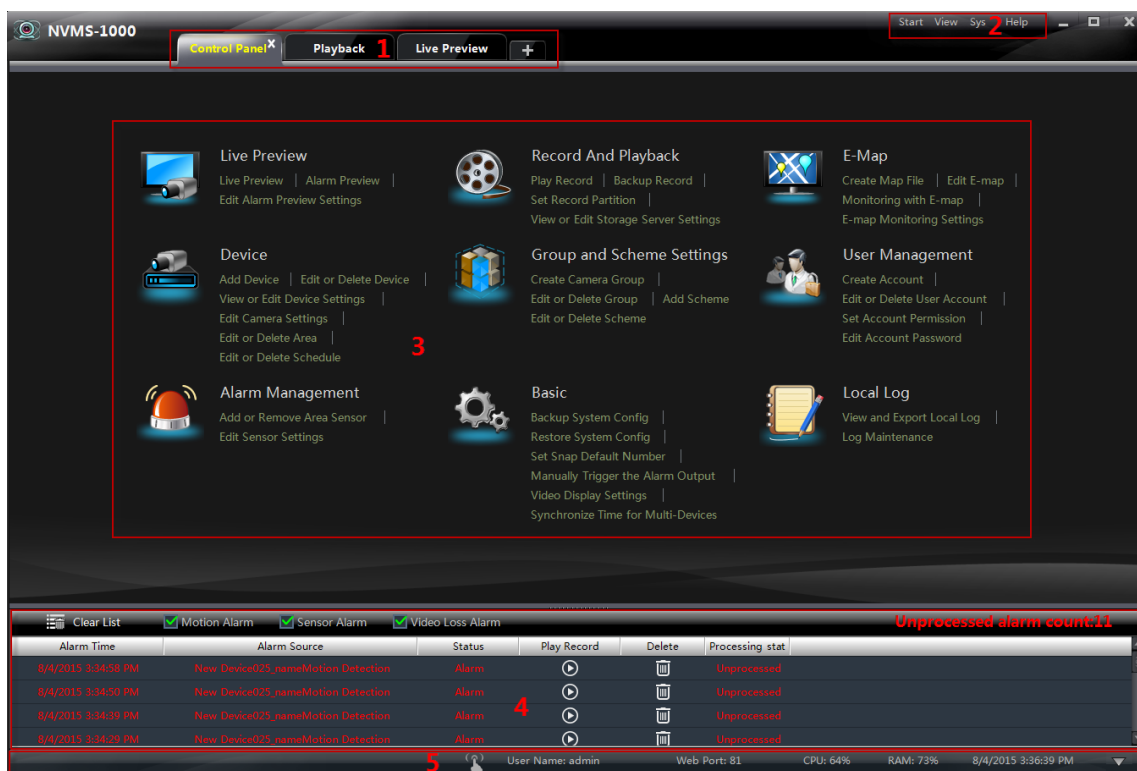 NVMS-1000
Start View Sys Help
2
Control Panel X
Playback
1
Live Preview
+
Live Preview
Live Preview | Alarm Preview |
Edit Alarm Preview Settings
Record And Playback
Play Record | Backup Record |
Set Record Partition |
View or Edit Storage Server Settings
E-Map
Create Map File | Edit E-map |
Monitoring with E-map |
E-map Monitoring Settings
Device
Add Device | Edit or Delete Device |
View or Edit Device Settings |
Edit Camera Settings |
Edit or Delete Area |
Edit or Delete Schedule
3
Group and Scheme Settings
Create Camera Group |
Edit or Delete Group | Add Scheme
Edit or Delete Scheme
User Management
Create Account |
Edit or Delete User Account |
Set Account Permission |
Edit Account Password
Alarm Management
Add or Remove Area Sensor |
Edit Sensor Settings
Basic
Backup System Config |
Restore System Config |
Set Snap Default Number |
Manually Trigger the Alarm Output |
Video Display Settings |
Synchronize Time for Multi-Devices
Local Log
View and Export Local Log |
Log Maintenance
Clear List Motion Alarm Sensor Alarm Video Loss Alarm Unprocessed alarm count:11
Alarm Time Alarm Source Status Play Record Delete Processing stat
8/4/2015 3:34:58 PM New Device025_nameMotion Detection Alarm Unprocessed
8/4/2015 3:34:50 PM New Device025_nameMotion Detection Alarm Unprocessed
8/4/2015 3:34:39 PM New Device025_nameMotion Detection Alarm Unprocessed
4
8/4/2015 3:34:29 PM New Device025_nameMotion Detection Alarm Unprocessed
5
User Name: admin Web Port: 81 CPU: 64% RAM: 73% 8/4/2015 3:36:39 PM